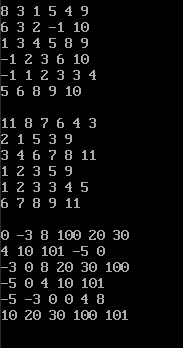 8 3 1 5 4 9
6 3 2 -1 10
1 3 4 5 8 9
-1 2 3 6 10
-1 1 2 3 3 4
5 6 8 9 10

11 8 7 6 4 3
2 1 5 3 9
3 4 6 7 8 11
1 2 3 5 9
1 2 3 3 4 5
6 7 8 9 11

0 -3 8 100 20 30
4 10 101 -5 0
-3 0 8 20 30 100
-5 0 4 10 101
-5 -3 0 0 4 8
10 20 30 100 101